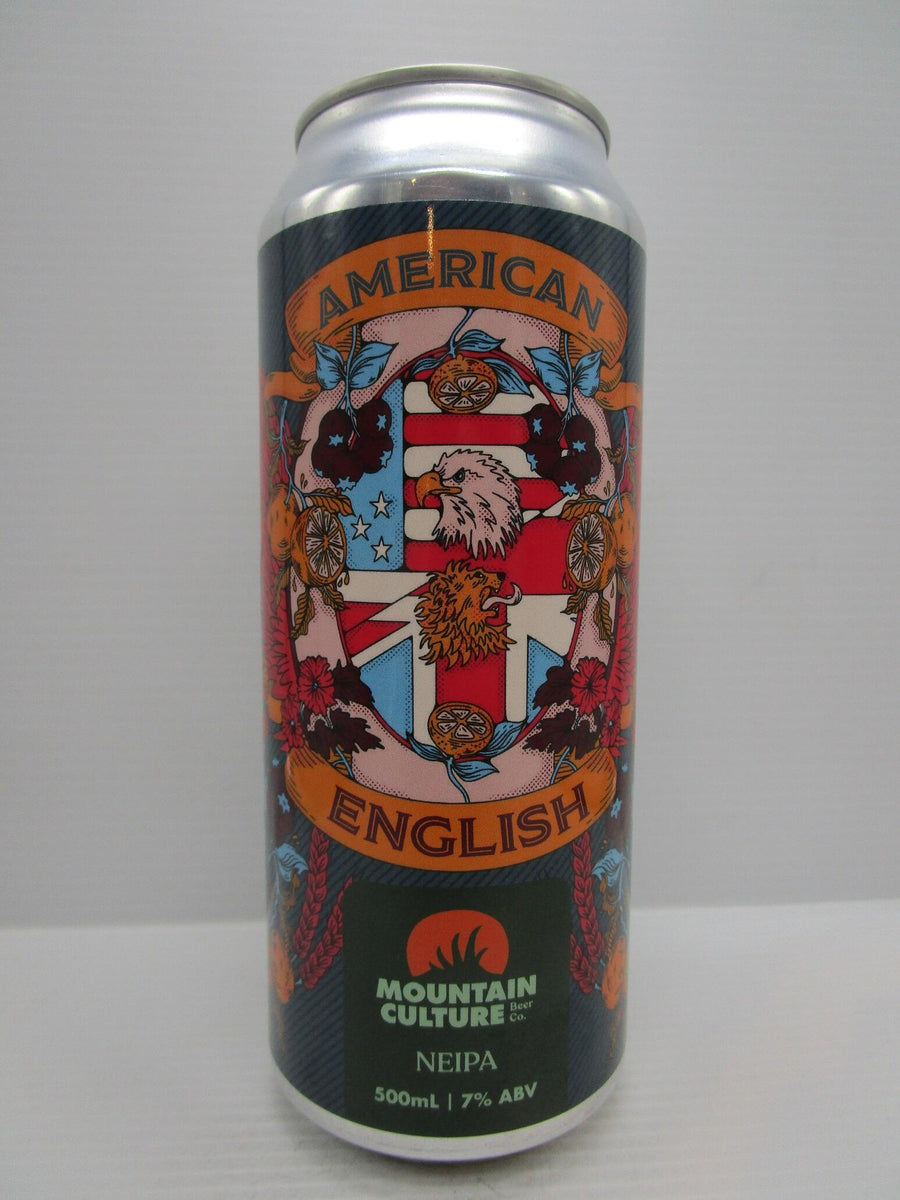 AMERICAN
ENGLISH
MOUNTAIN
CULTURE Beer Co.
NEIPA
500mL | 7% ABV